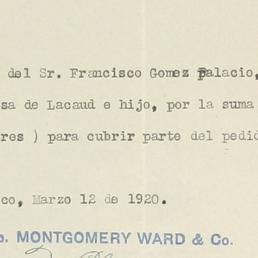 del Sr. Francisco Gomez Palacio,
sa de Lacaud e hijo, por la suma
res ) para cubrir parte del pedid
co, Marzo 12 de 1920.
o. MONTGOMERY WARD & Co.